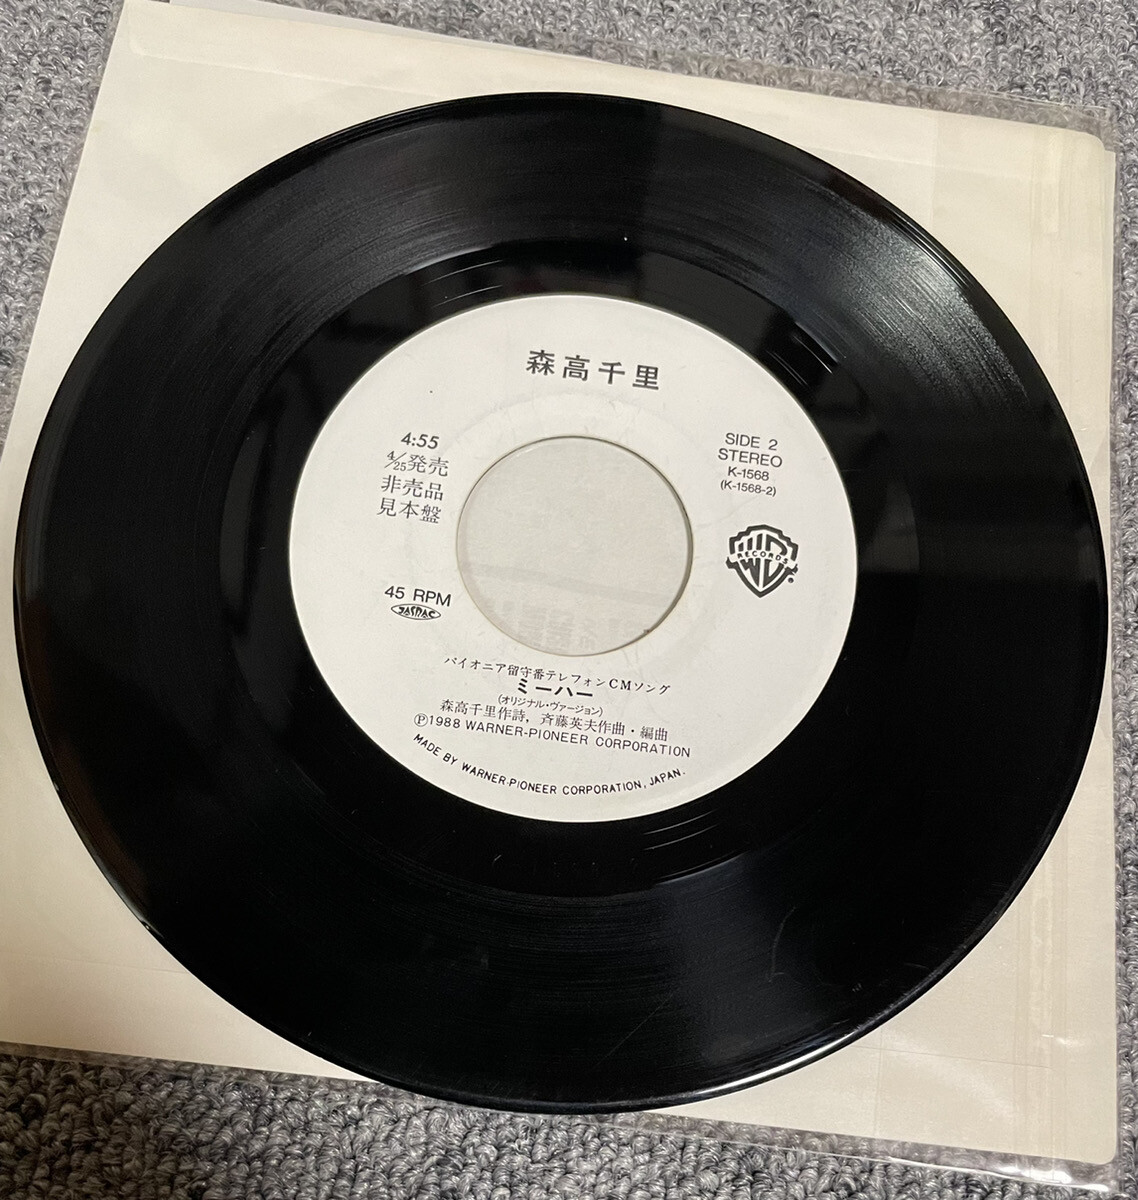 森高千里
4:55
4/25発売
非売品
見本盤
45 RPM
JASRAC
SIDE 2
STEREO
K-1568
(K-1568-2)
W RECORDS
パイオニア留守番テレフォンCMソング
ミーハー
(オリジナル・ヴァージョン)
森高千里作詩, 斉藤英夫作曲・編曲
Ⓟ1988 WARNER-PIONEER CORPORATION
MADE BY WARNER-PIONEER CORPORATION, JAPAN.